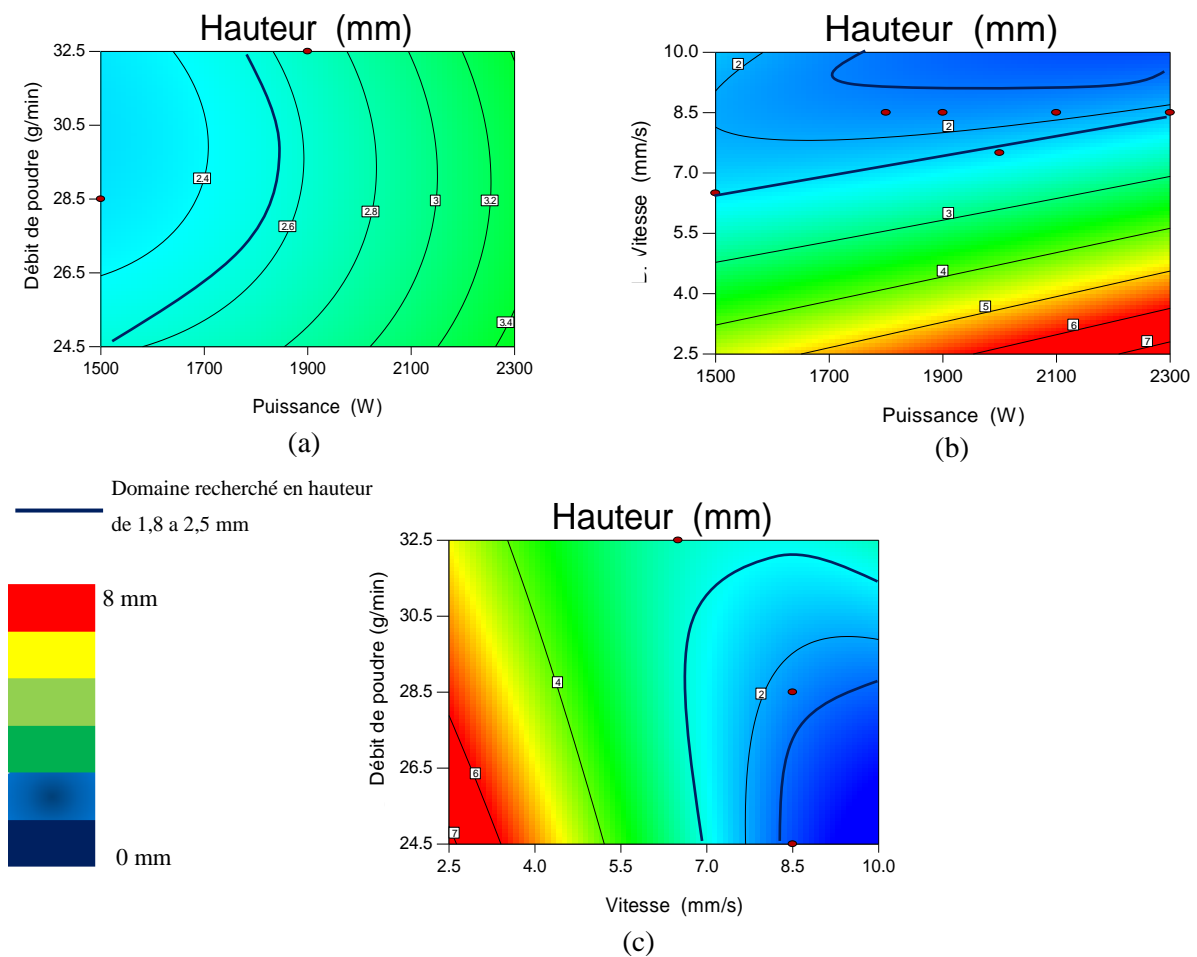 Hauteur (mm)
32.5
30.5
28.5
26.5
24.5
Débit de poudre (g/min)
2.4
2.6
2.8
3
3.2
3.4
1500 1700 1900 2100 2300
Puissance (W)
(a)
Hauteur (mm)
10.0
8.5
7.0
5.5
4.0
2.5
Vitesse (mm/s)
2
2
3
4
5
6
7
1500 1700 1900 2100 2300
Puissance (W)
(b)
Domaine recherché en hauteur
de 1,8 a 2,5 mm
8 mm
0 mm
Hauteur (mm)
32.5
30.5
28.5
26.5
24.5
Débit de poudre (g/min)
4
2
6
7
2.5 4.0 5.5 7.0 8.5 10.0
Vitesse (mm/s)
(c)